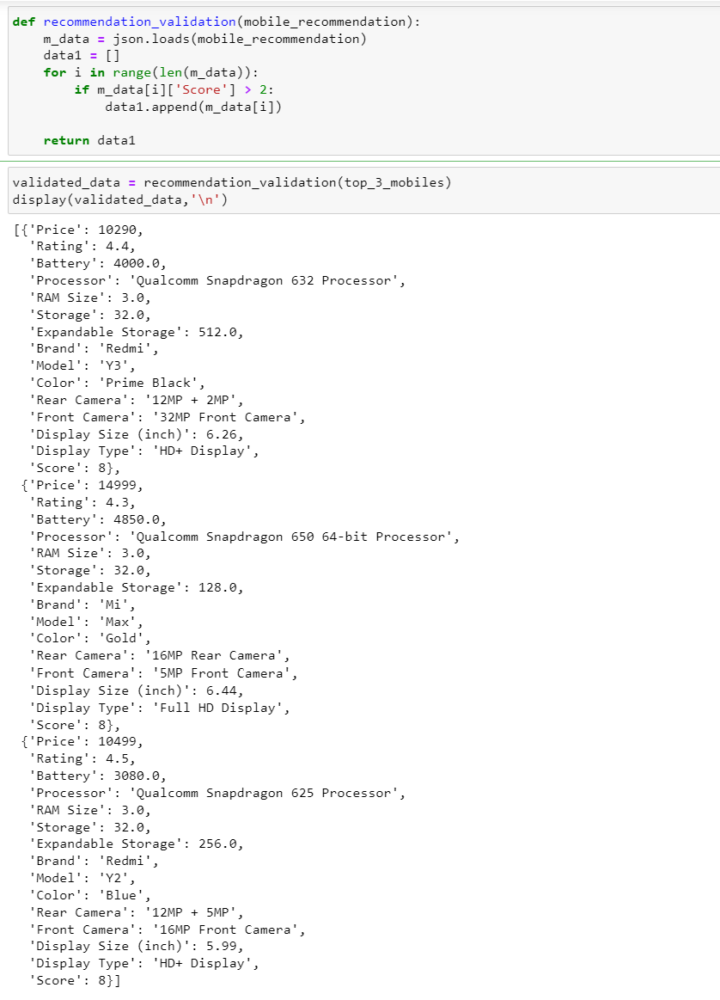 def recommendation_validation(mobile_recommendation):
    m_data = json.loads(mobile_recommendation)
    data1 = []
    for i in range(len(m_data)):
        if m_data[i]['Score'] > 2:
            data1.append(m_data[i])

    return data1
validated_data = recommendation_validation(top_3_mobiles)
display(validated_data,'\n')
[{'Price': 10290,
  'Rating': 4.4,
  'Battery': 4000.0,
  'Processor': 'Qualcomm Snapdragon 632 Processor',
  'RAM Size': 3.0,
  'Storage': 32.0,
  'Expandable Storage': 512.0,
  'Brand': 'Redmi',
  'Model': 'Y3',
  'Color': 'Prime Black',
  'Rear Camera': '12MP + 2MP',
  'Front Camera': '32MP Front Camera',
  'Display Size (inch)': 6.26,
  'Display Type': 'HD+ Display',
  'Score': 8},
 {'Price': 14999,
  'Rating': 4.3,
  'Battery': 4850.0,
  'Processor': 'Qualcomm Snapdragon 650 64-bit Processor',
  'RAM Size': 3.0,
  'Storage': 32.0,
  'Expandable Storage': 128.0,
  'Brand': 'Mi',
  'Model': 'Max',
  'Color': 'Gold',
  'Rear Camera': '16MP Rear Camera',
  'Front Camera': '5MP Front Camera',
  'Display Size (inch)': 6.44,
  'Display Type': 'Full HD Display',
  'Score': 8},
 {'Price': 10499,
  'Rating': 4.5,
  'Battery': 3080.0,
  'Processor': 'Qualcomm Snapdragon 625 Processor',
  'RAM Size': 3.0,
  'Storage': 32.0,
  'Expandable Storage': 256.0,
  'Brand': 'Redmi',
  'Model': 'Y2',
  'Color': 'Blue',
  'Rear Camera': '12MP + 5MP',
  'Front Camera': '16MP Front Camera',
  'Display Size (inch)': 5.99,
  'Display Type': 'HD+ Display',
  'Score': 8}]